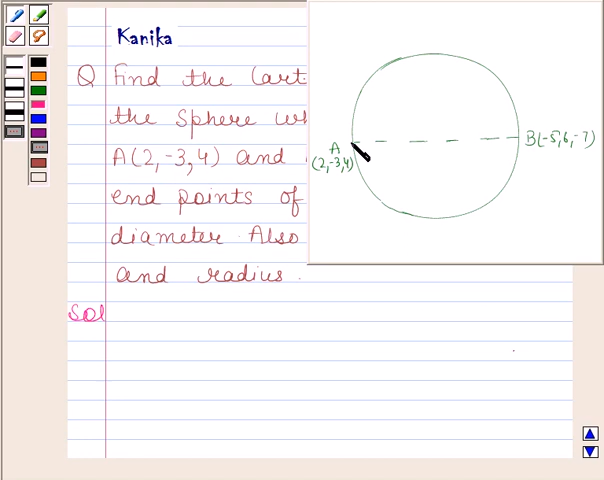 Kanika
Q Find the Cart
the Sphere wh
A(2,-3,4) and
end points of
diameter. Also
and radius.
Sol
A
(2,-3,4)
B(-5,6,-7)